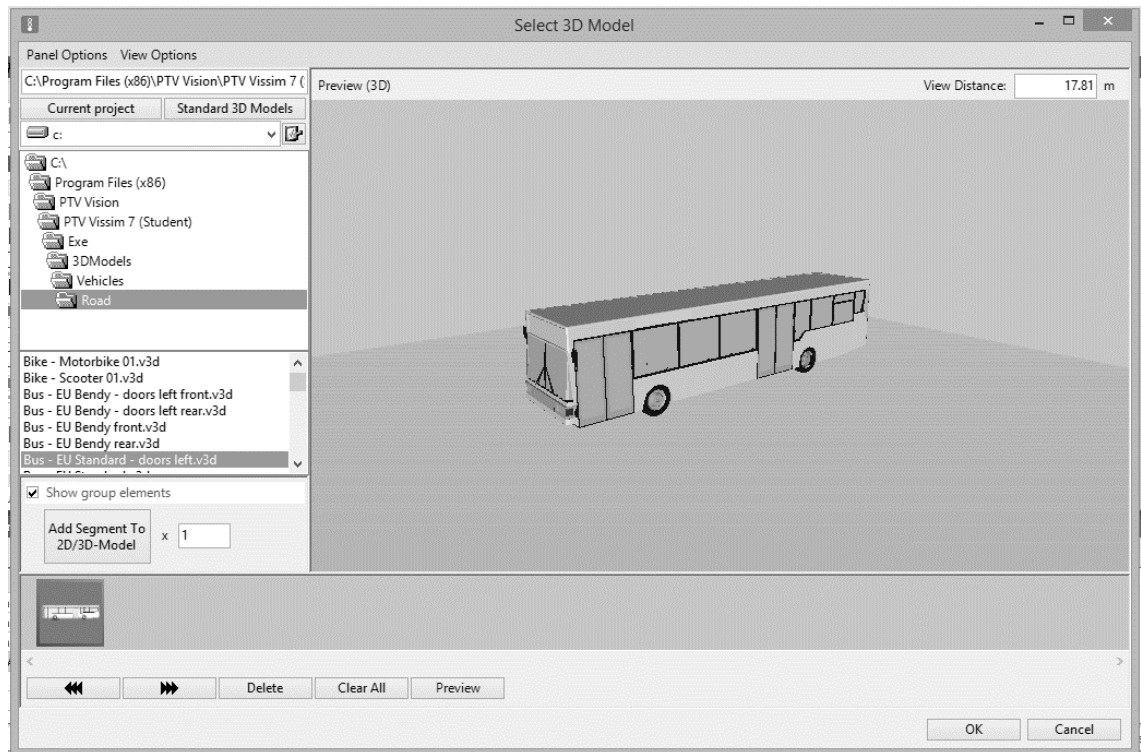 Select 3D Model
Panel Options View Options
C:\Program Files (x86)\PTV Vision\PTV Vissim 7 (
Current project Standard 3D Models
c:
C:\
Program Files (x86)
PTV Vision
PTV Vissim 7 (Student)
Exe
3DModels
Vehicles
Road
Bike - Motorbike 01.v3d
Bike - Scooter 01.v3d
Bus - EU Bendy - doors left front.v3d
Bus - EU Bendy - doors left rear.v3d
Bus - EU Bendy front.v3d
Bus - EU Bendy rear.v3d
Bus - EU Standard - doors left.v3d
Show group elements
Add Segment To
2D/3D-Model
x 1
Preview (3D) View Distance: 17.81 m
Delete Clear All Preview
OK Cancel